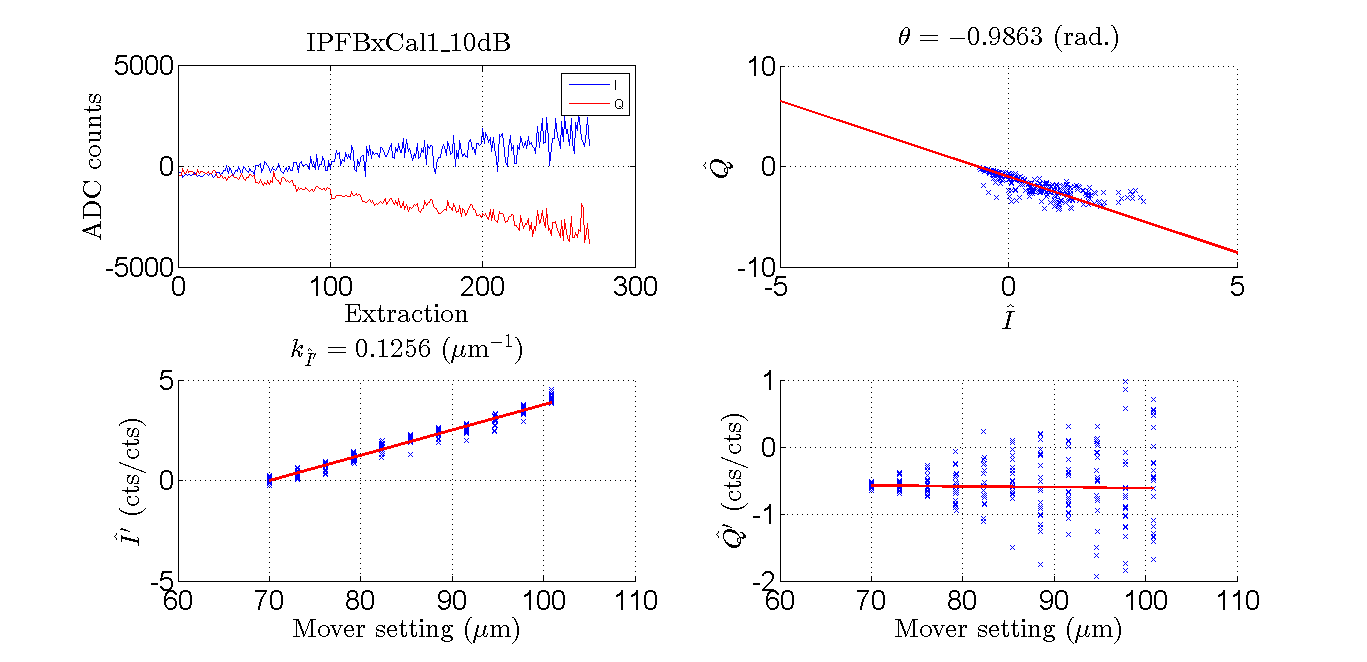 IPFBxCal1_10dB
5000
0
-5000
ADC counts
I
Q
0
100
200
300
Extraction
θ = −0.9863 (rad.)
10
0
-10
Q̂
-5
0
5
Î
k_Î′ = 0.1256 (μm⁻¹)
5
0
-5
Î′ (cts/cts)
60
70
80
90
100
110
Mover setting (μm)
1
0
-1
-2
Q̂′ (cts/cts)
60
70
80
90
100
110
Mover setting (μm)